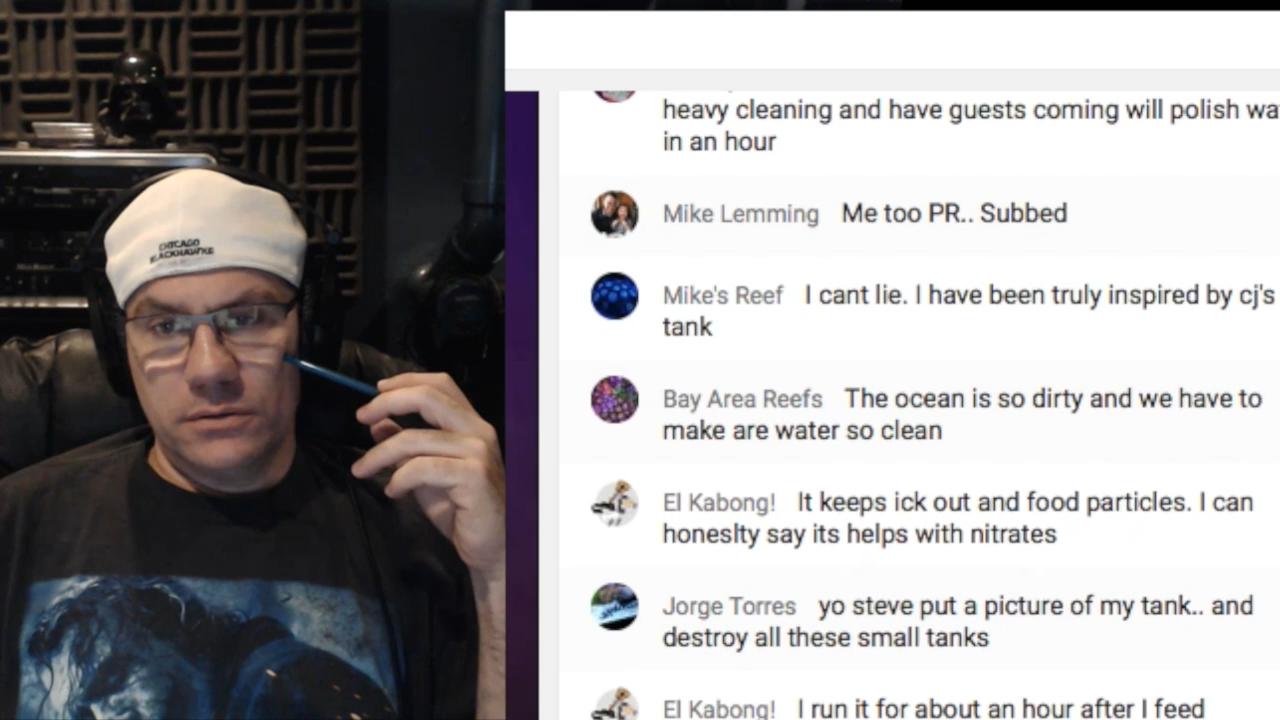 heavy cleaning and have guests coming will polish wa
in an hour
Mike Lemming Me too PR.. Subbed
Mike's Reef I cant lie. I have been truly inspired by cj's
tank
Bay Area Reefs The ocean is so dirty and we have to
make are water so clean
El Kabong! It keeps ick out and food particles. I can
honeslty say its helps with nitrates
Jorge Torres yo steve put a picture of my tank.. and
destroy all these small tanks
El Kabong! I run it for about an hour after I feed
CHICAGO
BLACKHAWKS